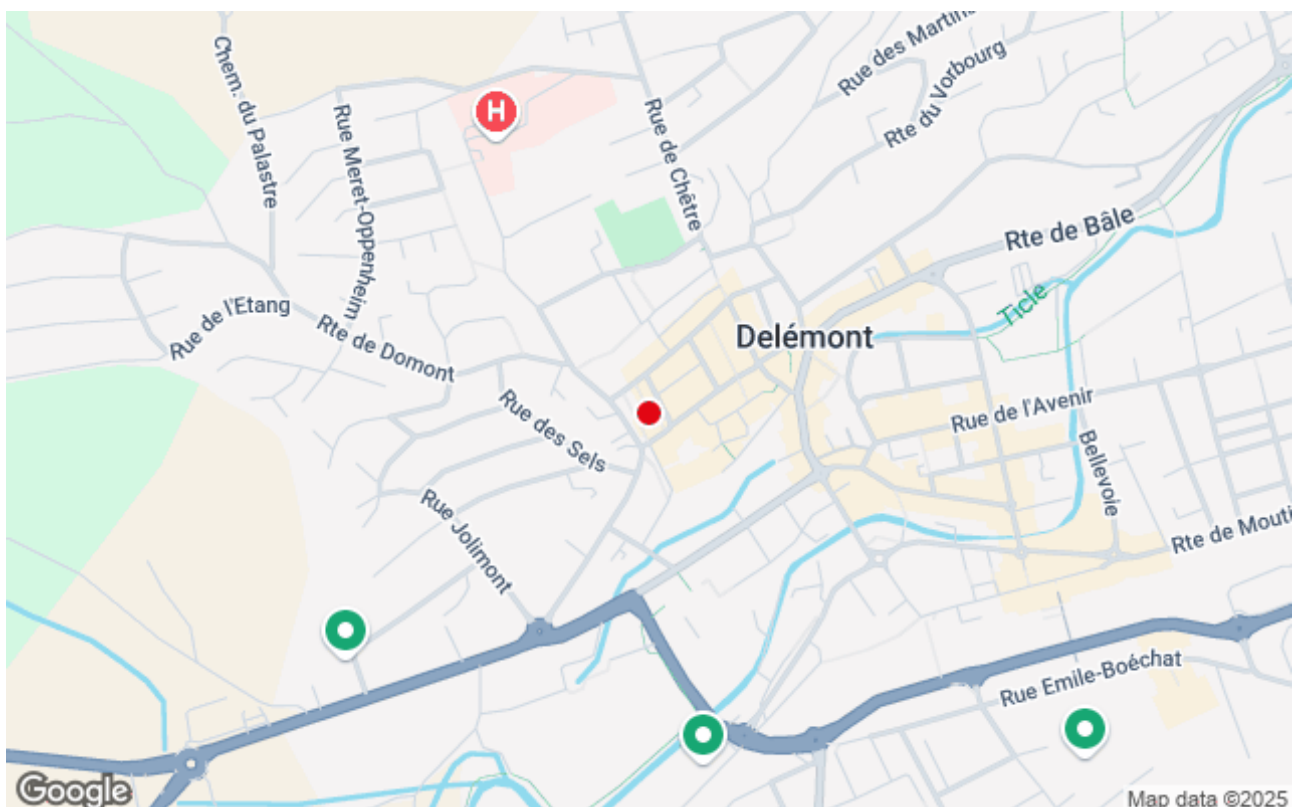 Rue des Martins
Chem. du Palastre
H
Rte du Vorbourg
Rue Meret-Oppenheim
Rue de Chêtre
Rte de Bâle
Rue de l'Etang
Ticle
Rte de Domont
Delémont
Rue de l'Avenir
Rue des Sels
Bellevoie
Rue Jolimont
Rte de Mouti
Rue Emile-Boéchat
Google
Map data ©2025